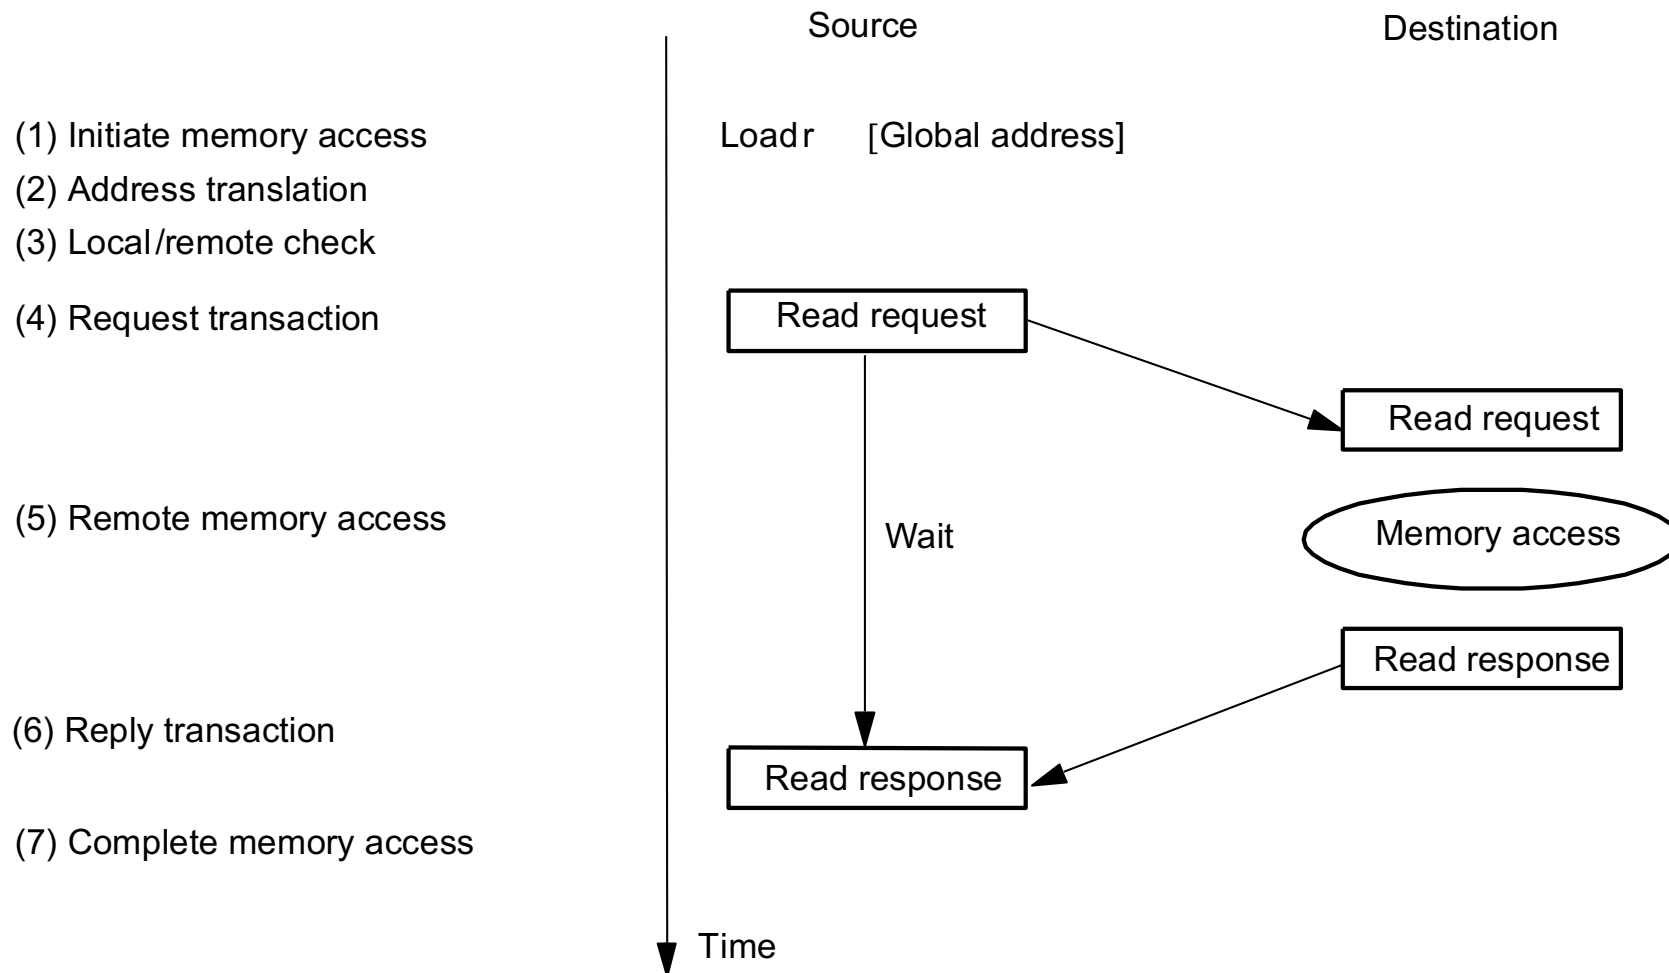 Source Destination
(1) Initiate memory access Load r [Global address]
(2) Address translation
(3) Local/remote check
(4) Request transaction Read request
Read request
(5) Remote memory access Wait Memory access
Read response
(6) Reply transaction
Read response
(7) Complete memory access
Time